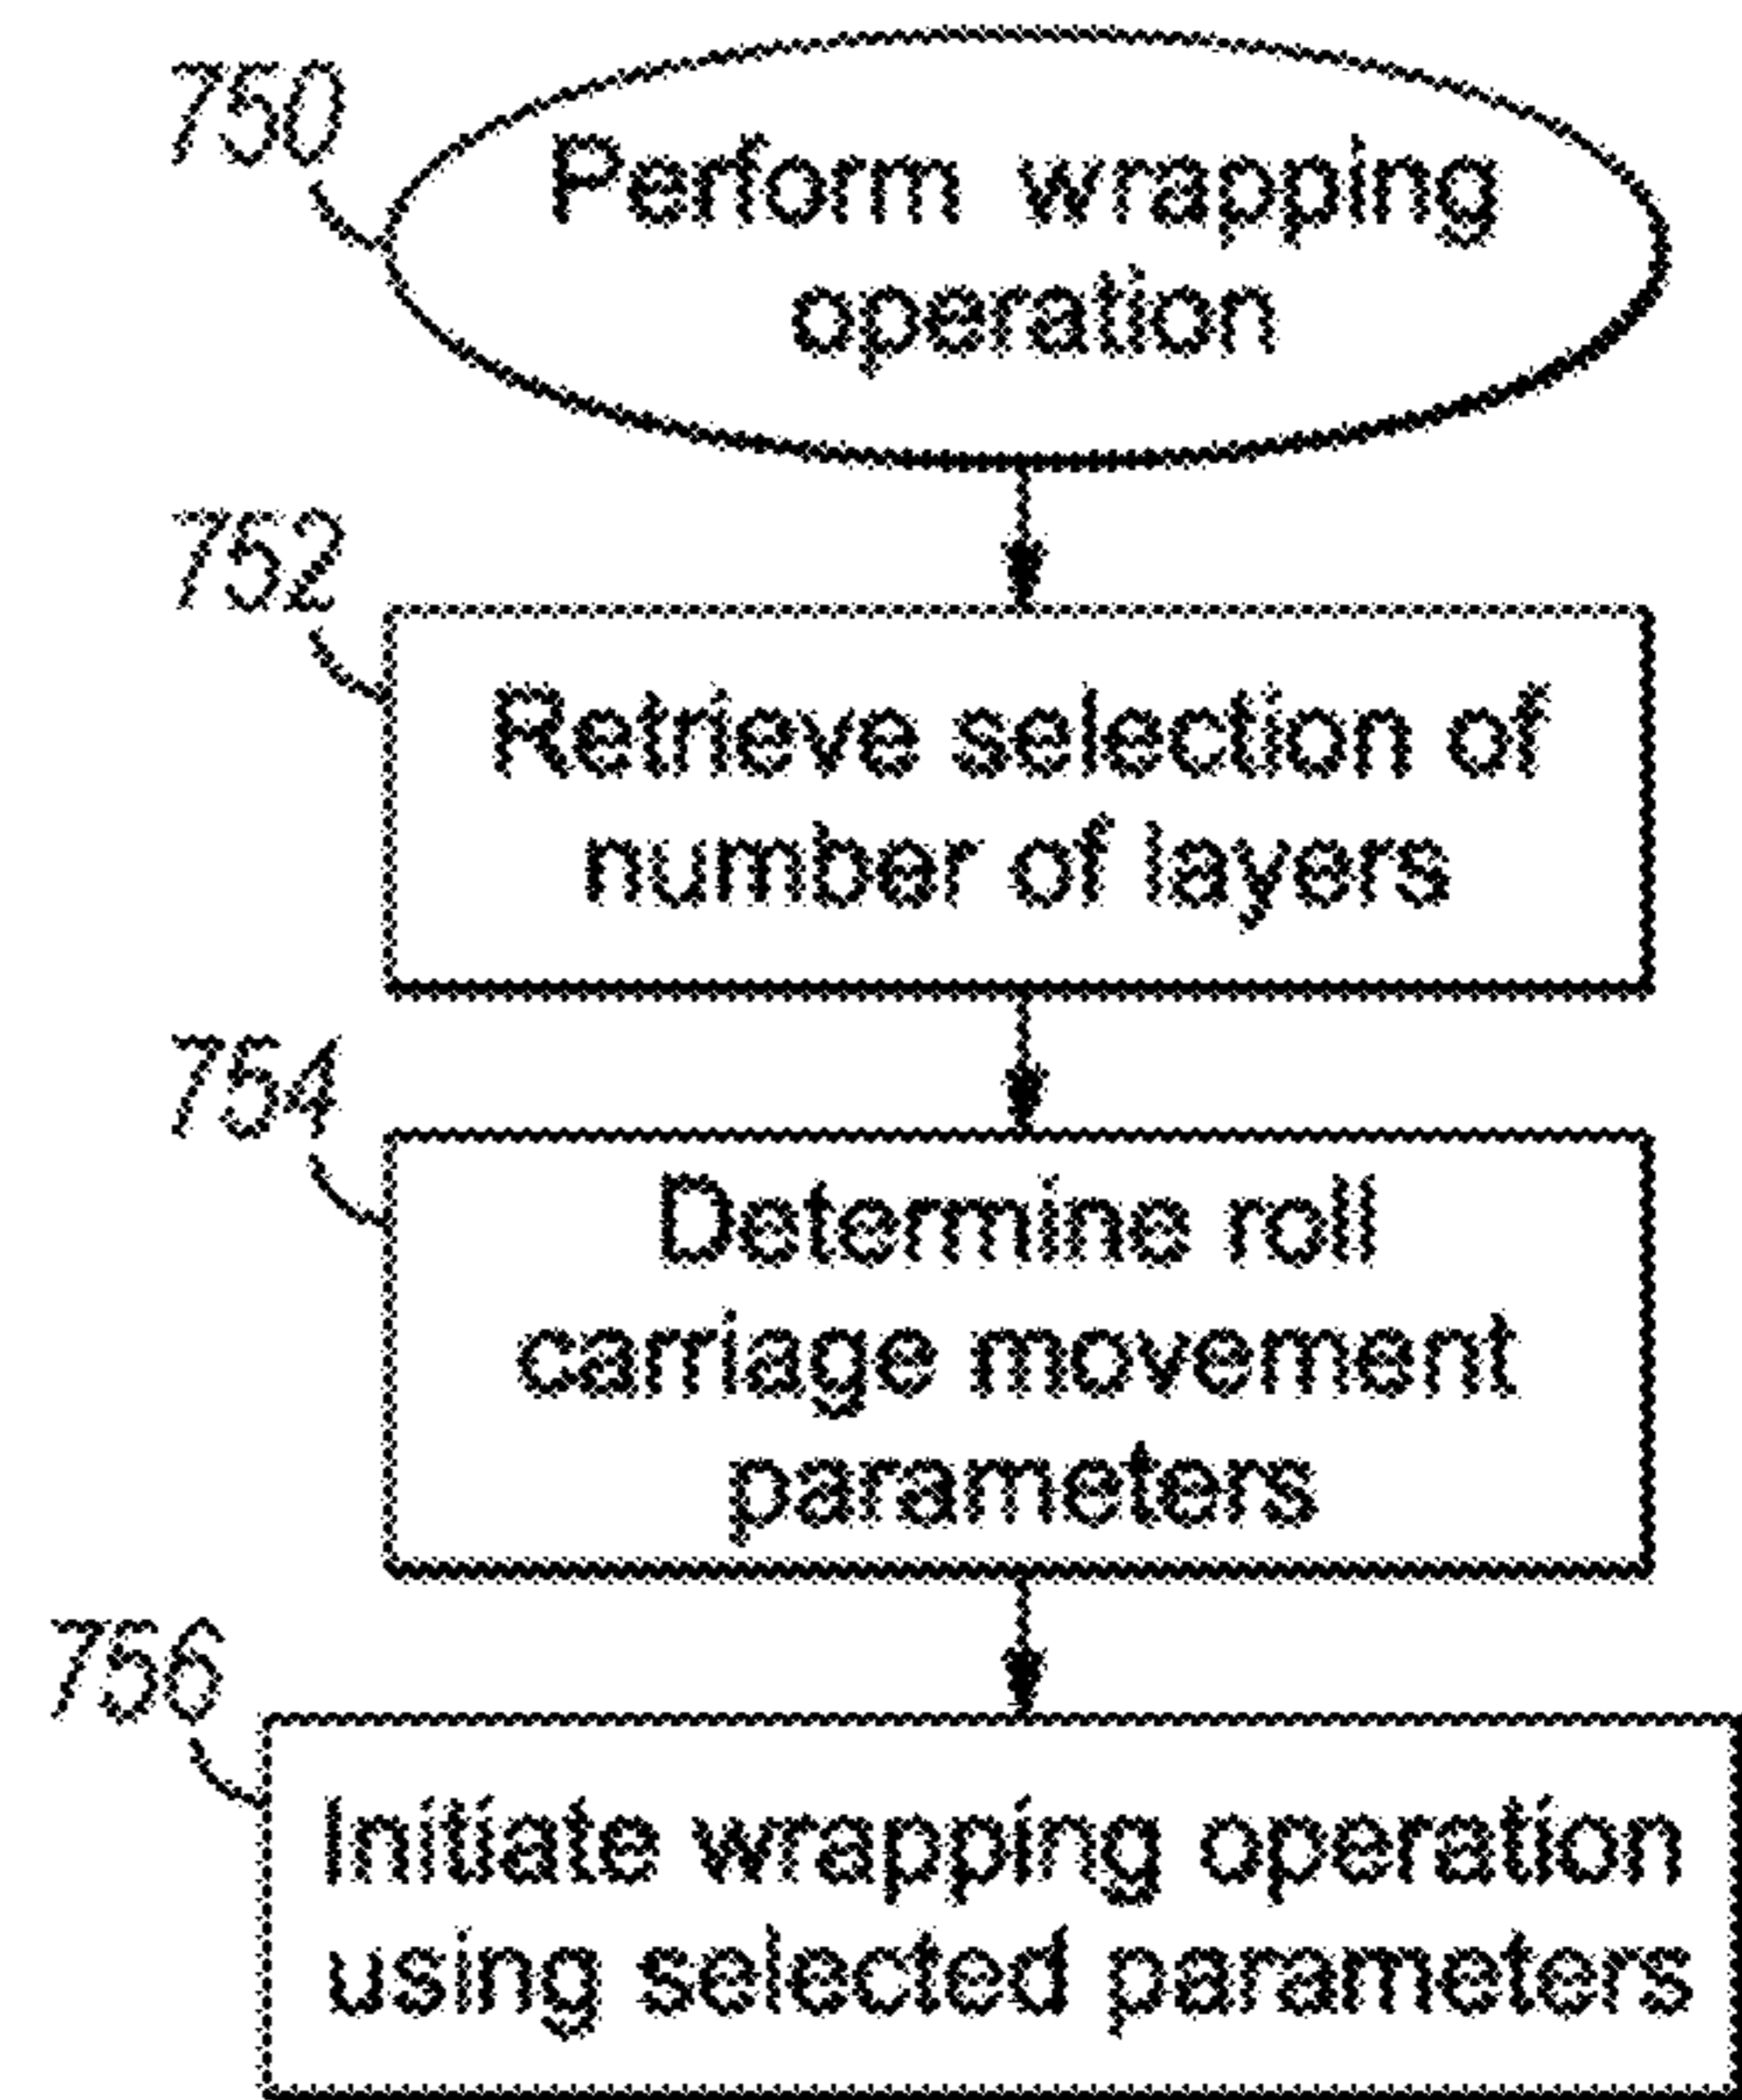 750
Perform wrapping
operation
752
Retrieve selection of
number of layers
754
Determine roll
carriage movement
parameters
756
Initiate wrapping operation
using selected parameters